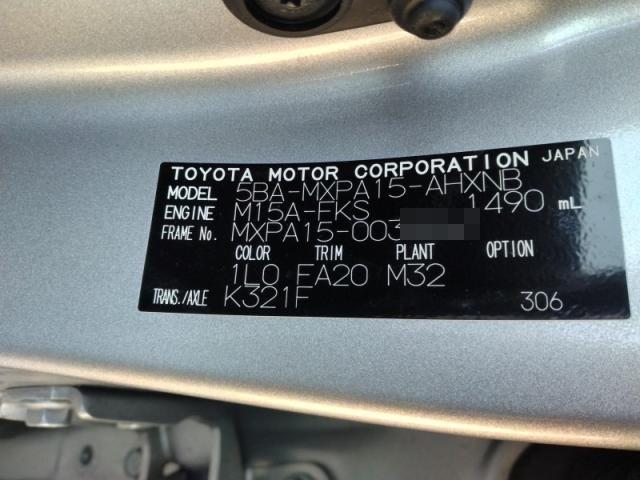 TOYOTA MOTOR CORPORATION JAPAN
MODEL 5BA-MXPA15-AHXNB
ENGINE M15A-FKS 1490 mL
FRAME No. MXPA15-003
COLOR TRIM PLANT OPTION
1L0 FA20 M32
TRANS./AXLE K321F 306